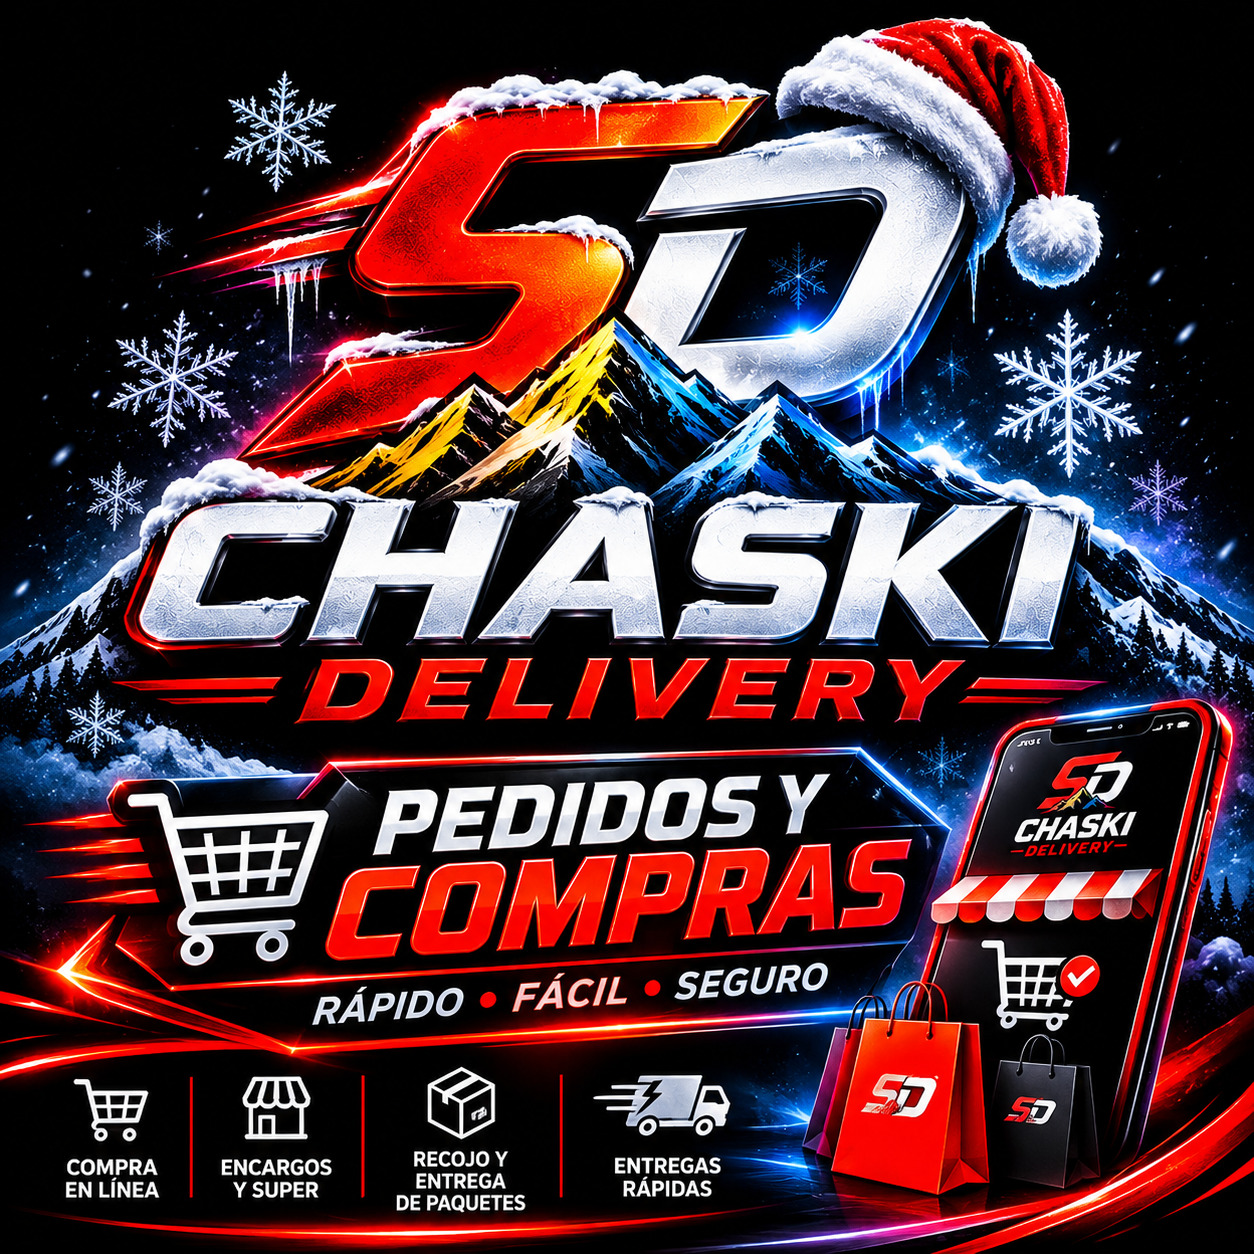 SD
CHASKI
DELIVERY
PEDIDOS Y
COMPRAS
RÁPIDO • FÁCIL • SEGURO
SD
CHASKI
DELIVERY
SD
SD
COMPRA
EN LÍNEA
ENCARGOS
Y SUPER
RECOJO Y
ENTREGA
DE PAQUETES
ENTREGAS
RÁPIDAS